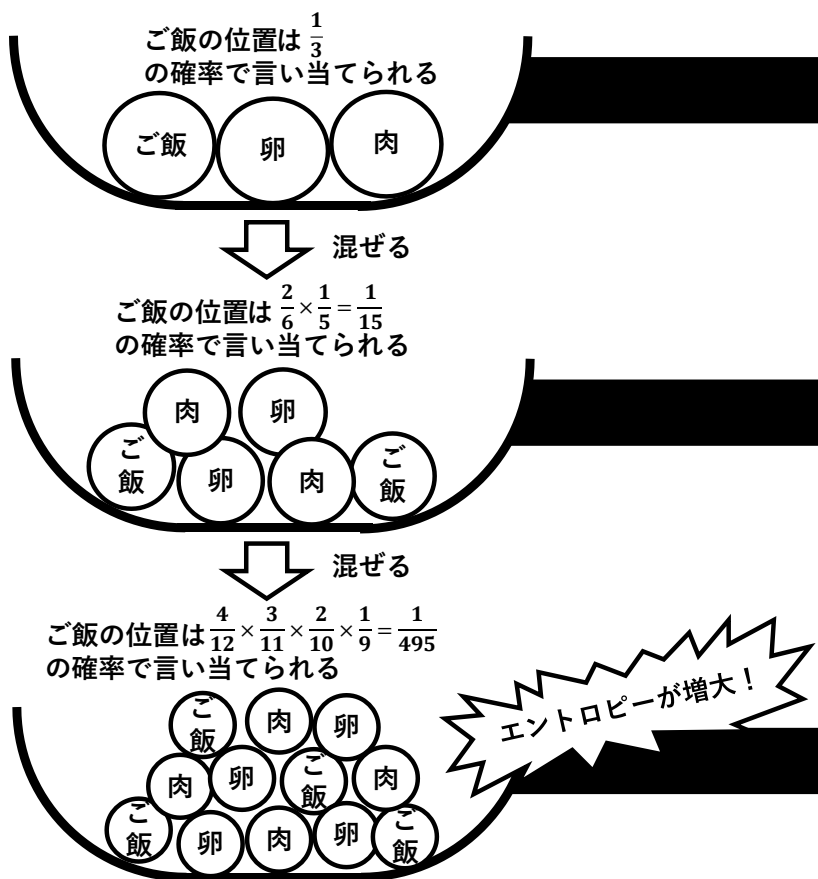 ご飯の位置は 1/3
の確率で言い当てられる
ご飯
卵
肉
混ぜる
ご飯の位置は 2/6 × 1/5 = 1/15
の確率で言い当てられる
肉
卵
ご
飯
卵
肉
ご
飯
混ぜる
ご飯の位置は 4/12 × 3/11 × 2/10 × 1/9 = 1/495
の確率で言い当てられる
エントロピーが増大!
ご
飯
肉
卵
肉
卵
ご
飯
肉
ご
飯
卵
肉
卵
ご
飯